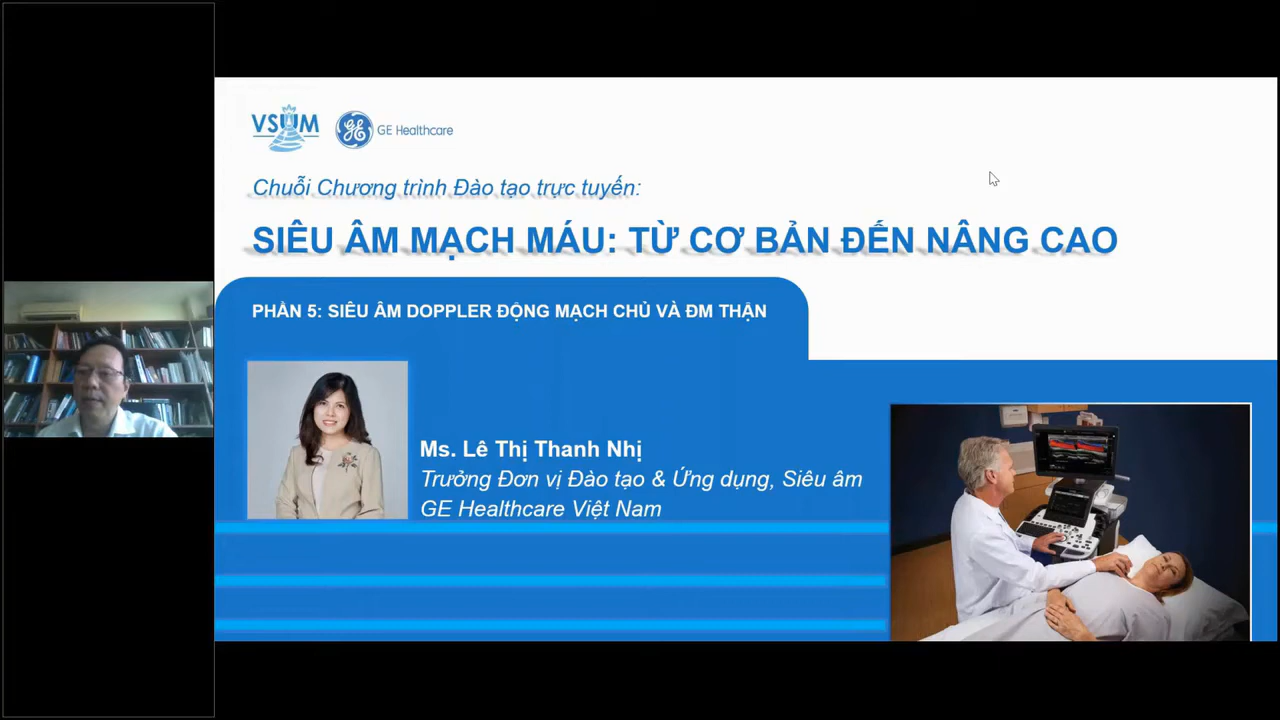 VSUM
GE Healthcare
Chuỗi Chương trình Đào tạo trực tuyến:
SIÊU ÂM MẠCH MÁU: TỪ CƠ BẢN ĐẾN NÂNG CAO
PHẦN 5: SIÊU ÂM DOPPLER ĐỘNG MẠCH CHỦ VÀ ĐM THẬN
Ms. Lê Thị Thanh Nhị
Trưởng Đơn vị Đào tạo & Ứng dụng, Siêu âm
GE Healthcare Việt Nam